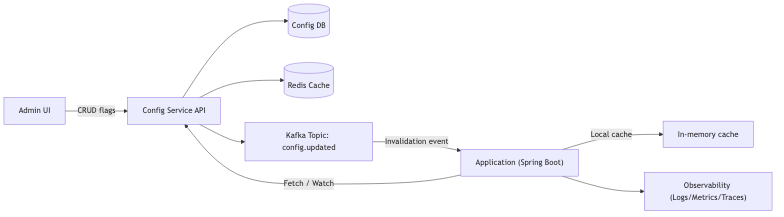 Config DB
Redis Cache
Admin UI
CRUD flags
Config Service API
Kafka Topic:
config.updated
Invalidation event
Fetch / Watch
Application (Spring Boot)
Local cache
In-memory cache
Observability
(Logs/Metrics/Traces)